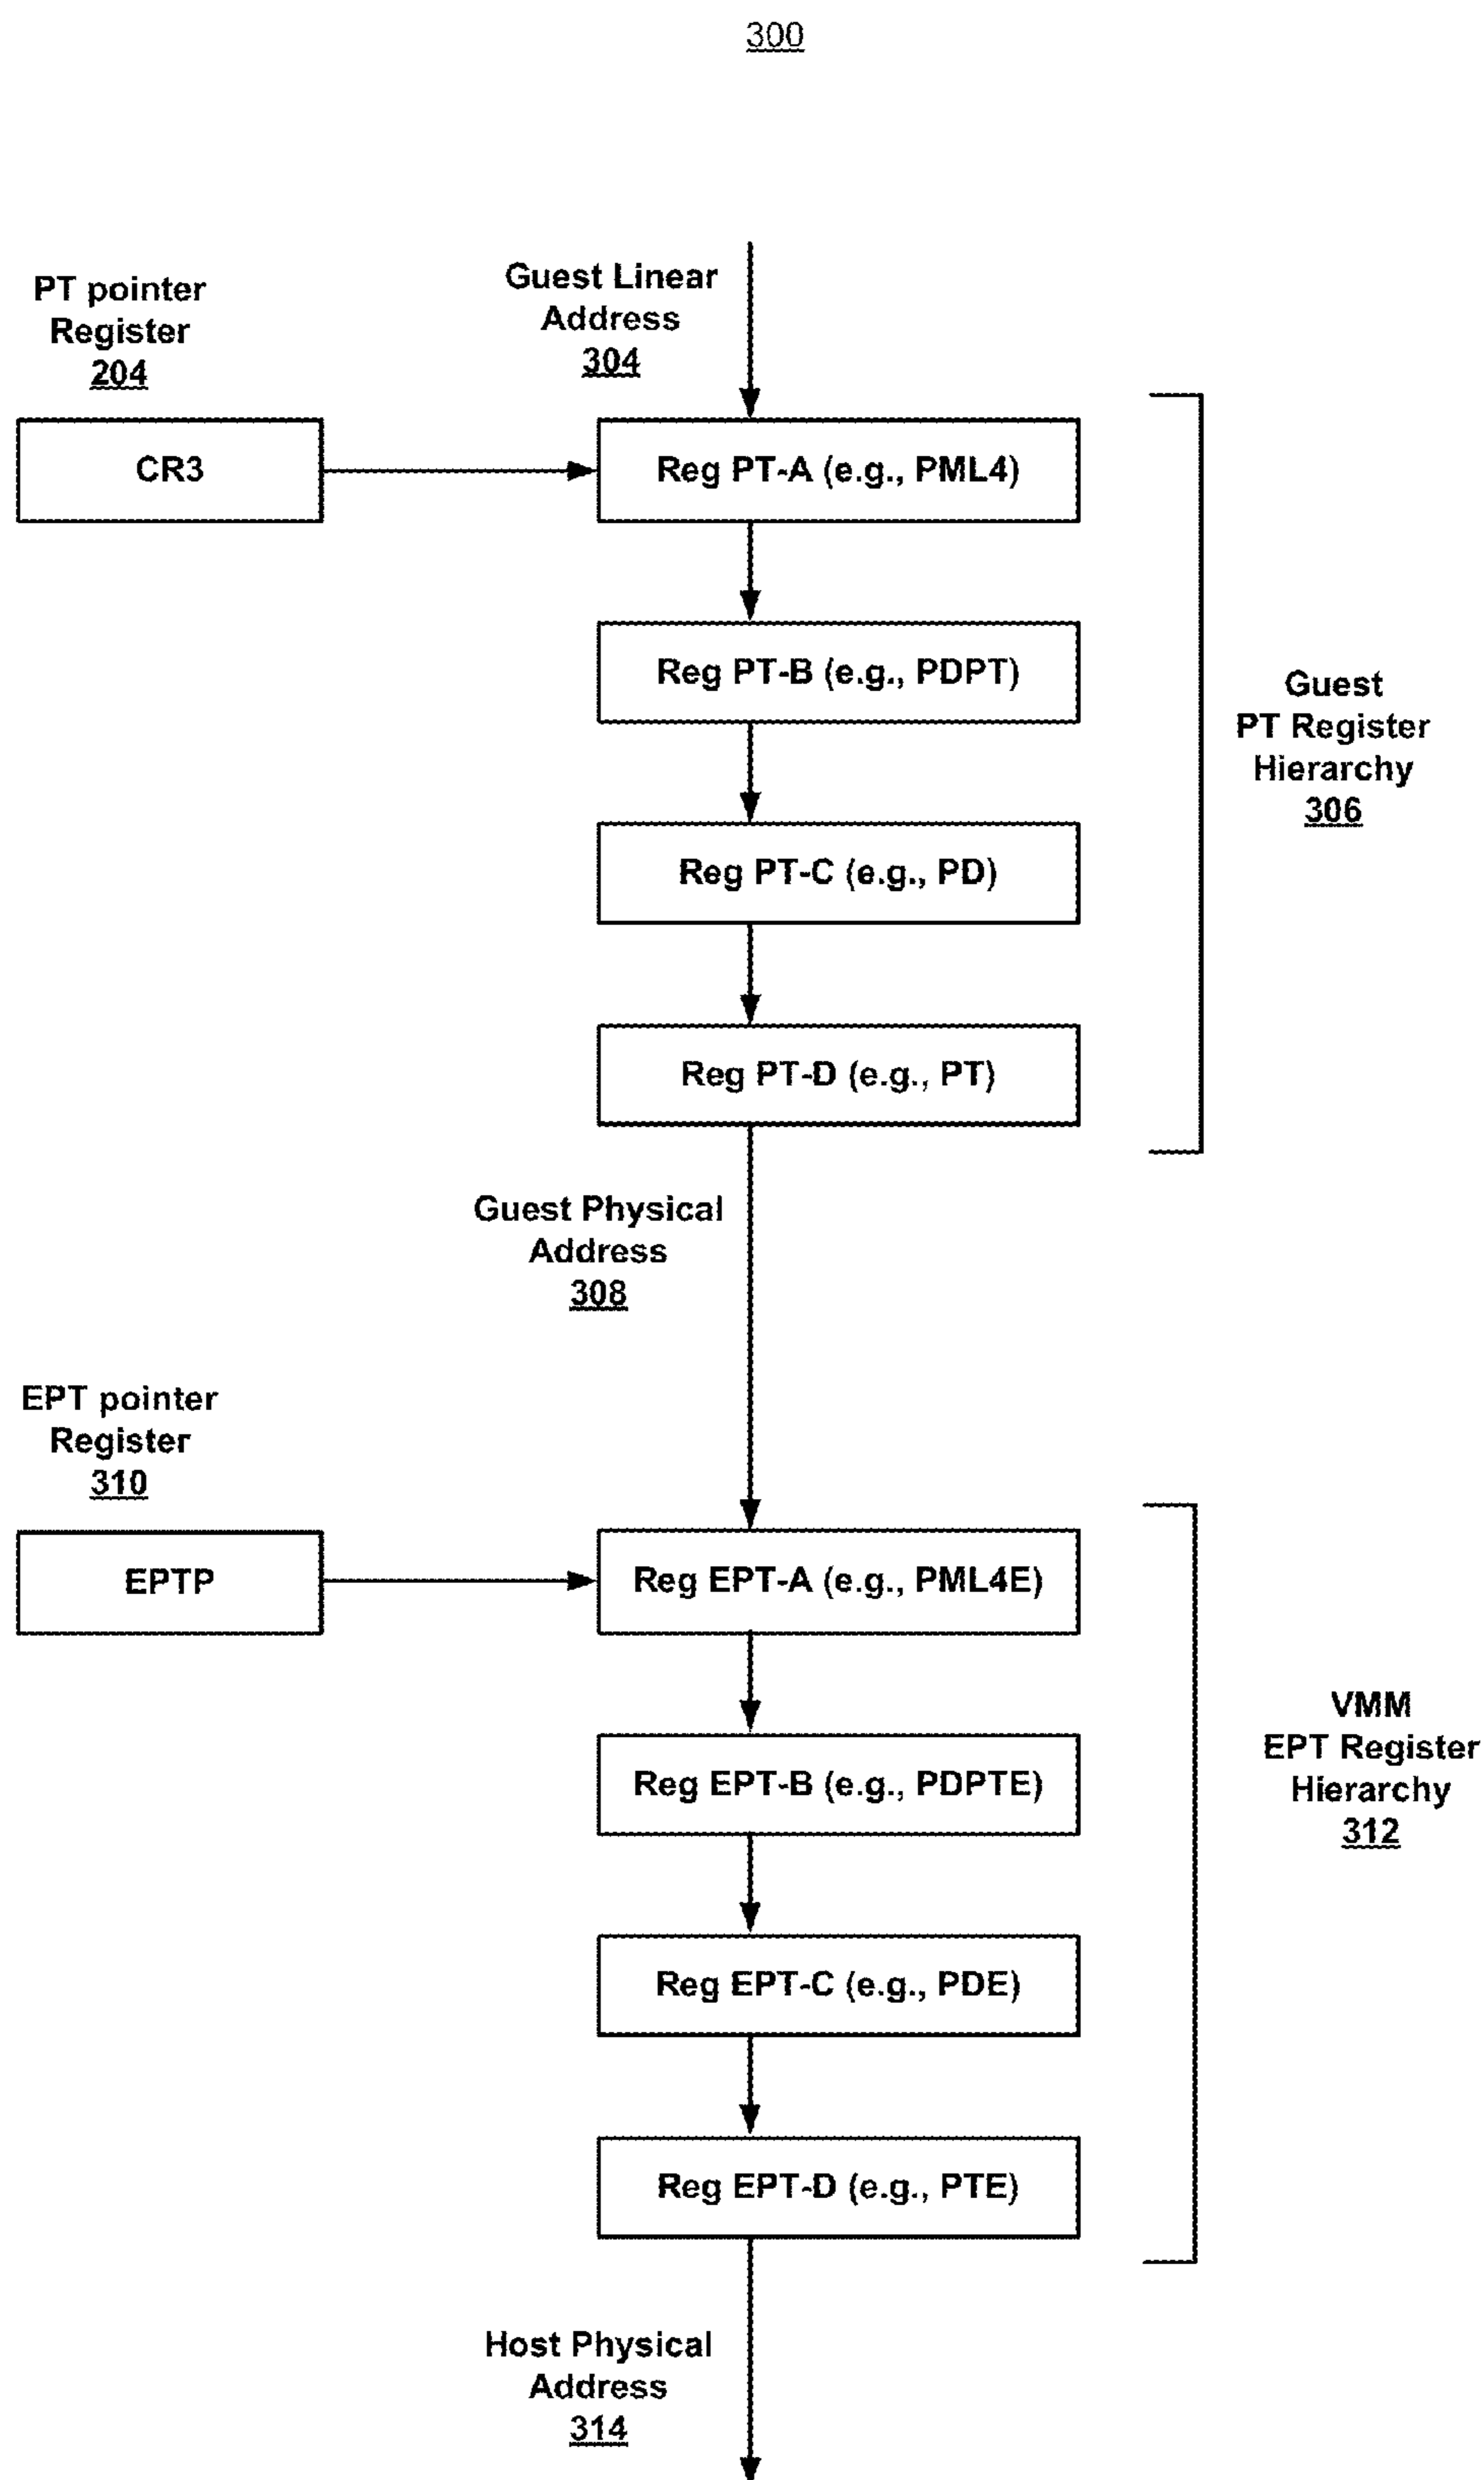 300
PT pointer
Register
204
Guest Linear
Address
304
CR3
Reg PT-A (e.g., PML4)
Reg PT-B (e.g., PDPT)
Reg PT-C (e.g., PD)
Reg PT-D (e.g., PT)
Guest
PT Register
Hierarchy
306
Guest Physical
Address
308
EPT pointer
Register
310
EPTP
Reg EPT-A (e.g., PML4E)
Reg EPT-B (e.g., PDPTE)
Reg EPT-C (e.g., PDE)
Reg EPT-D (e.g., PTE)
VMM
EPT Register
Hierarchy
312
Host Physical
Address
314